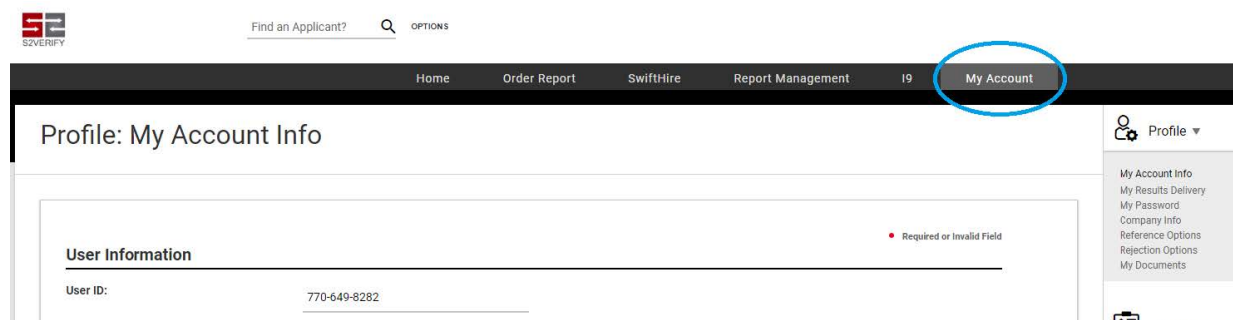 S2VERIFY
Find an Applicant? OPTIONS
Home Order Report SwiftHire Report Management I9 My Account
Profile: My Account Info
Profile
My Account Info
My Results Delivery
My Password
Company Info
Reference Options
Rejection Options
My Documents
Required or Invalid Field
User Information
User ID: 770-649-8282